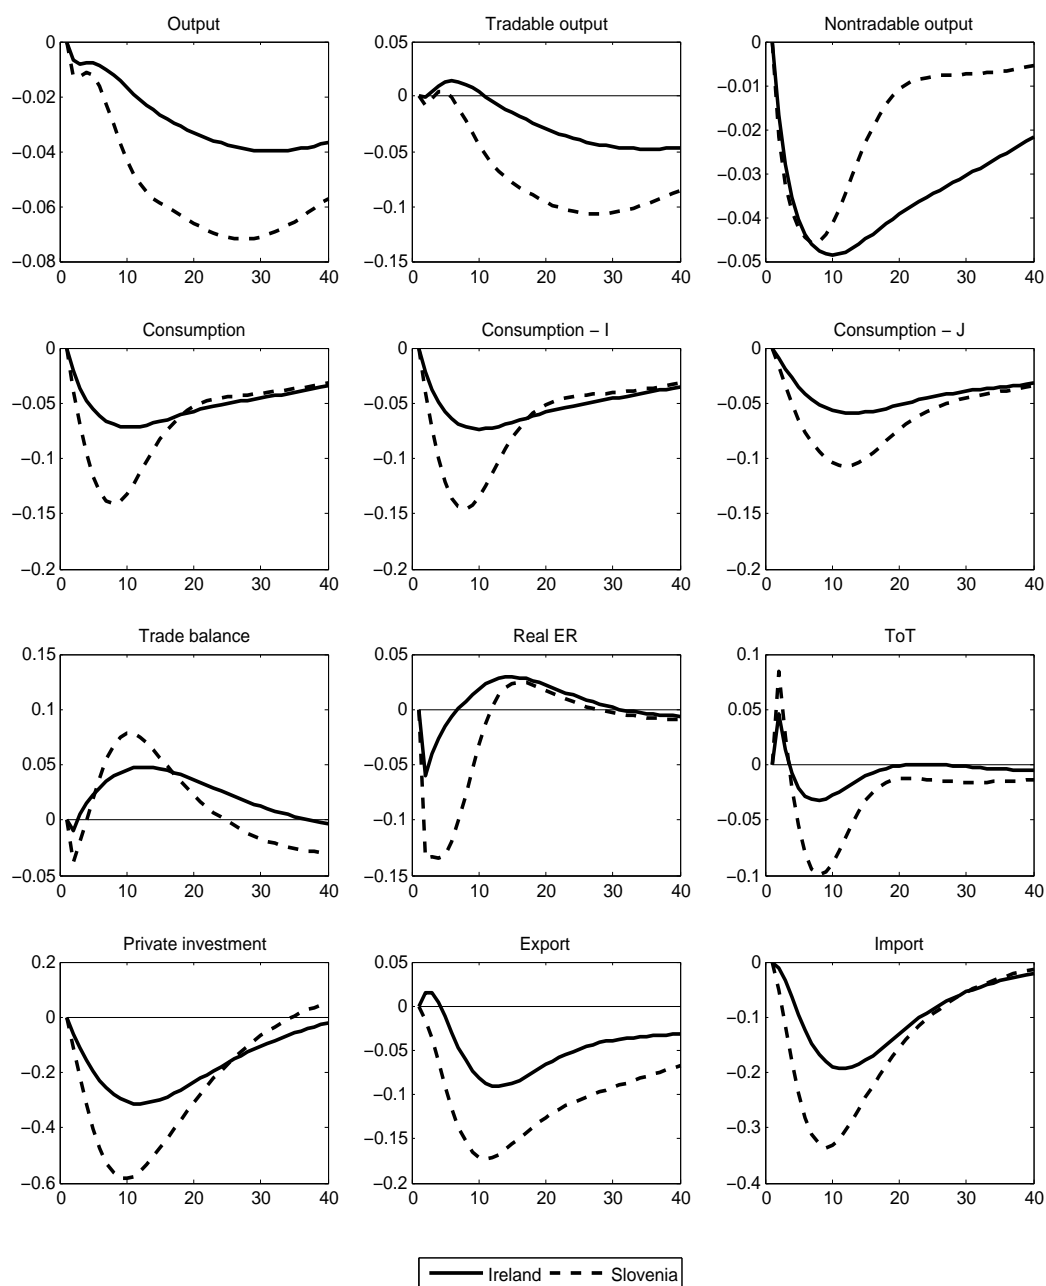 Output
Tradable output
Nontradable output
0
−0.02
−0.04
−0.06
−0.08
0 10 20 30 40
0.05
0
−0.05
−0.1
−0.15
0 10 20 30 40
0
−0.01
−0.02
−0.03
−0.04
−0.05
0 10 20 30 40
Consumption
Consumption − I
Consumption − J
0
−0.05
−0.1
−0.15
−0.2
0 10 20 30 40
0
−0.05
−0.1
−0.15
−0.2
0 10 20 30 40
0
−0.05
−0.1
−0.15
−0.2
0 10 20 30 40
Trade balance
Real ER
ToT
0.15
0.1
0.05
0
−0.05
0 10 20 30 40
0.05
0
−0.05
−0.1
−0.15
0 10 20 30 40
0.1
0.05
0
−0.05
−0.1
0 10 20 30 40
Private investment
Export
Import
0.2
0
−0.2
−0.4
−0.6
0 10 20 30 40
0.05
0
−0.05
−0.1
−0.15
−0.2
0 10 20 30 40
0
−0.1
−0.2
−0.3
−0.4
0 10 20 30 40
Ireland
Slovenia